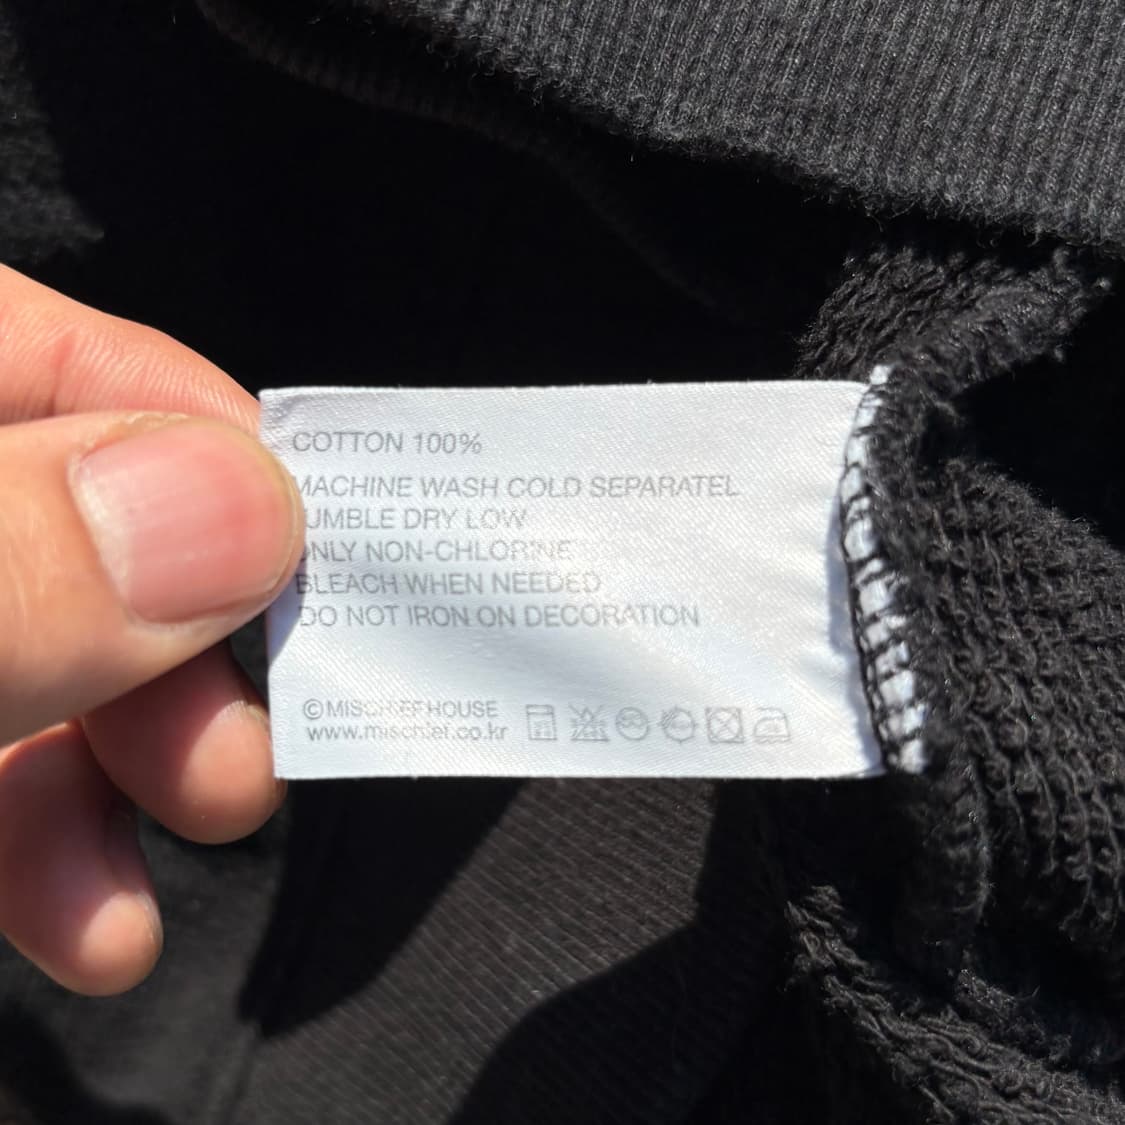 COTTON 100%
MACHINE WASH COLD SEPARATEL
UMBLE DRY LOW
ONLY NON-CHLORINE
BLEACH WHEN NEEDED
DO NOT IRON ON DECORATION
©MISCHIEF HOUSE
www.mischief.co.kr